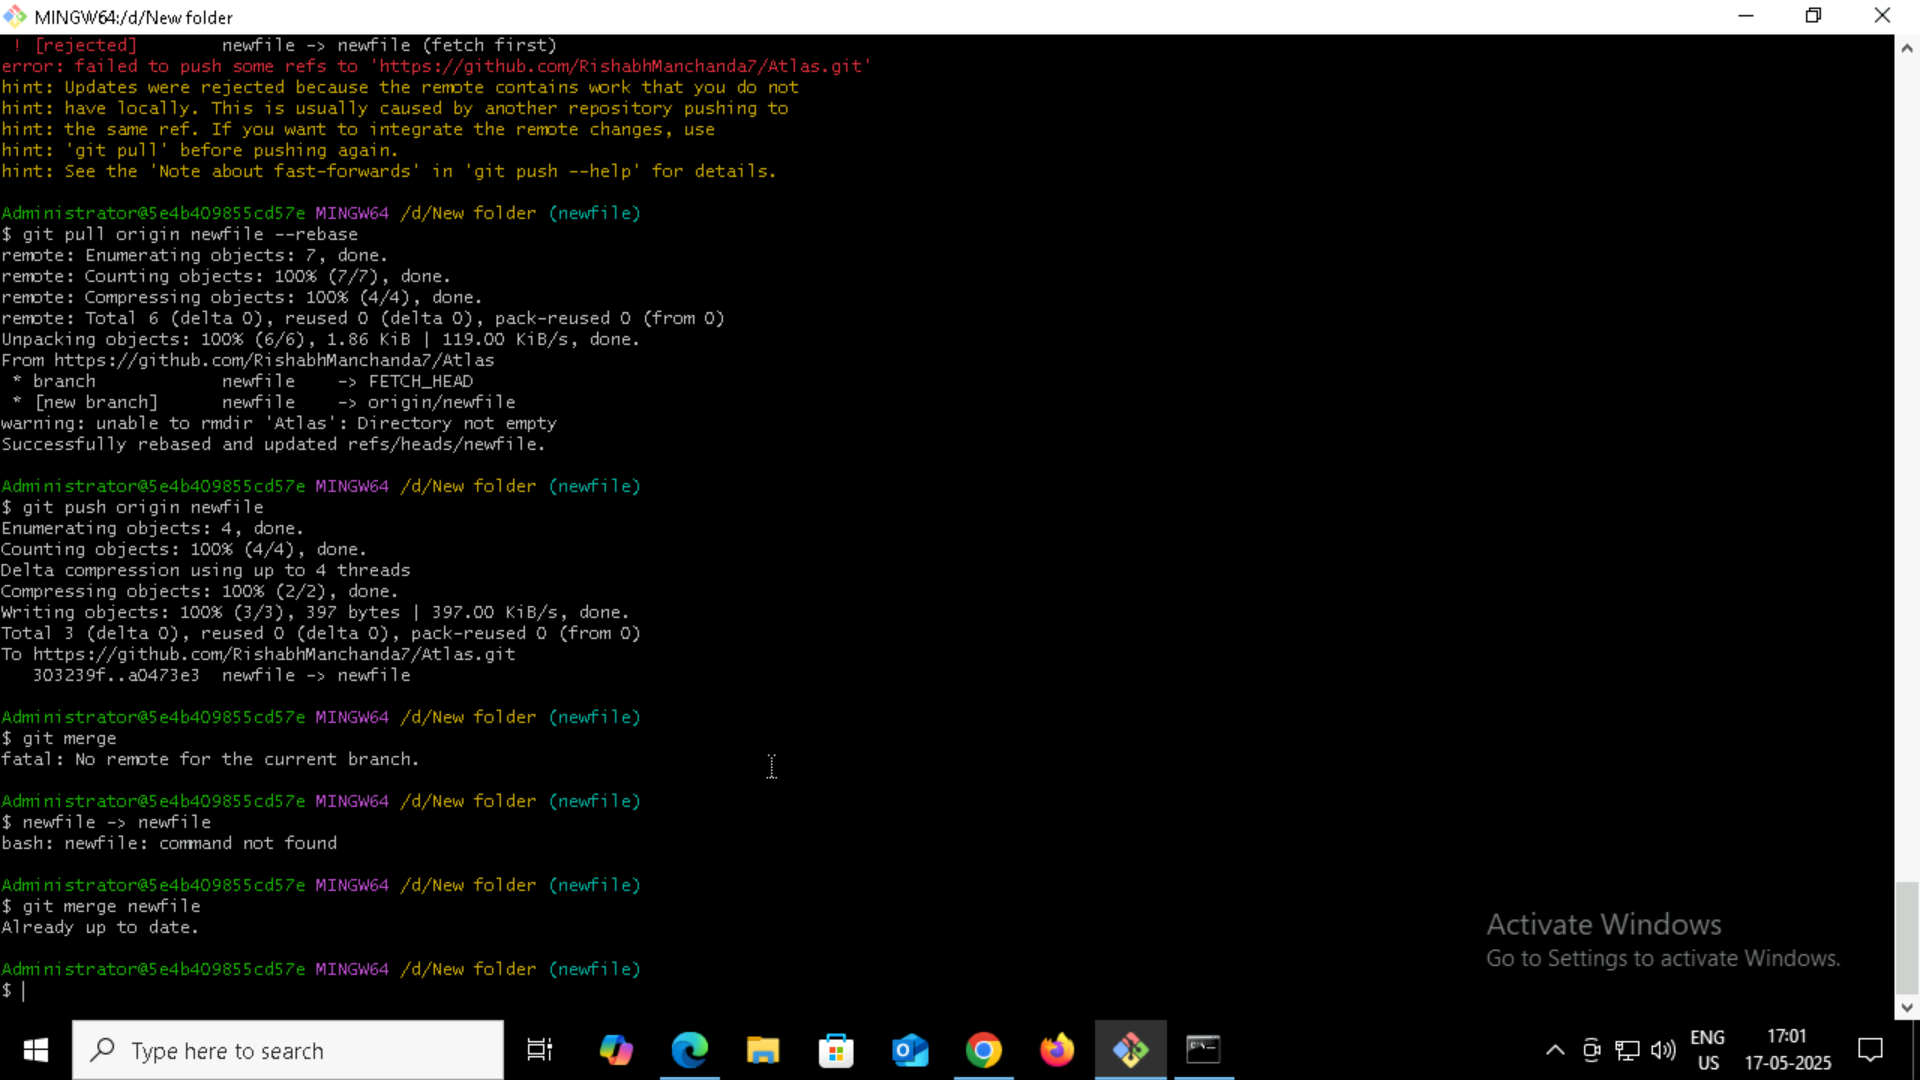 MINGW64:/d/New folder
! [rejected]        newfile -> newfile (fetch first)
error: failed to push some refs to 'https://github.com/RishabhManchanda7/Atlas.git'
hint: Updates were rejected because the remote contains work that you do not
hint: have locally. This is usually caused by another repository pushing to
hint: the same ref. If you want to integrate the remote changes, use
hint: 'git pull' before pushing again.
hint: See the 'Note about fast-forwards' in 'git push --help' for details.
Administrator@5e4b409855cd57e MINGW64 /d/New folder (newfile)
$ git pull origin newfile --rebase
remote: Enumerating objects: 7, done.
remote: Counting objects: 100% (7/7), done.
remote: Compressing objects: 100% (4/4), done.
remote: Total 6 (delta 0), reused 0 (delta 0), pack-reused 0 (from 0)
Unpacking objects: 100% (6/6), 1.86 KiB | 119.00 KiB/s, done.
From https://github.com/RishabhManchanda7/Atlas
* branch            newfile    -> FETCH_HEAD
* [new branch]      newfile    -> origin/newfile
warning: unable to rmdir 'Atlas': Directory not empty
Successfully rebased and updated refs/heads/newfile.
Administrator@5e4b409855cd57e MINGW64 /d/New folder (newfile)
$ git push origin newfile
Enumerating objects: 4, done.
Counting objects: 100% (4/4), done.
Delta compression using up to 4 threads
Compressing objects: 100% (2/2), done.
Writing objects: 100% (3/3), 397 bytes | 397.00 KiB/s, done.
Total 3 (delta 0), reused 0 (delta 0), pack-reused 0 (from 0)
To https://github.com/RishabhManchanda7/Atlas.git
303239f..a0473e3  newfile -> newfile
Administrator@5e4b409855cd57e MINGW64 /d/New folder (newfile)
$ git merge
fatal: No remote for the current branch.
Administrator@5e4b409855cd57e MINGW64 /d/New folder (newfile)
$ newfile -> newfile
bash: newfile: command not found
Administrator@5e4b409855cd57e MINGW64 /d/New folder (newfile)
$ git merge newfile
Already up to date.
Administrator@5e4b409855cd57e MINGW64 /d/New folder (newfile)
$
Activate Windows
Go to Settings to activate Windows.
Type here to search
ENG
US
17:01
17-05-2025